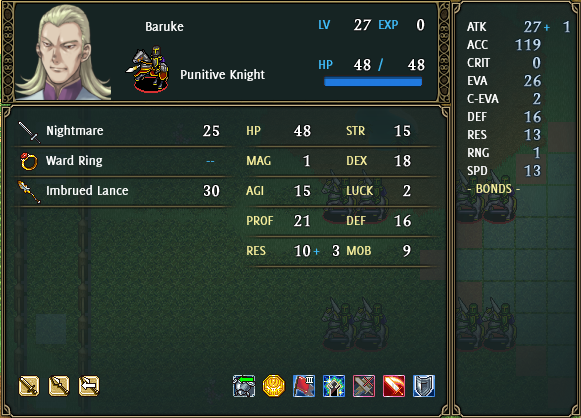 Baruke
LV 27 EXP 0
HP 48 / 48
Punitive Knight
Nightmare 25
Ward Ring --
Imbrued Lance 30
HP 48 STR 15
MAG 1 DEX 18
AGI 15 LUCK 2
PROF 21 DEF 16
RES 10 + 3 MOB 9
ATK 27 + 1
ACC 119
CRIT 0
EVA 26
C-EVA 2
DEF 16
RES 13
RNG 1
SPD 13
- BONDS -